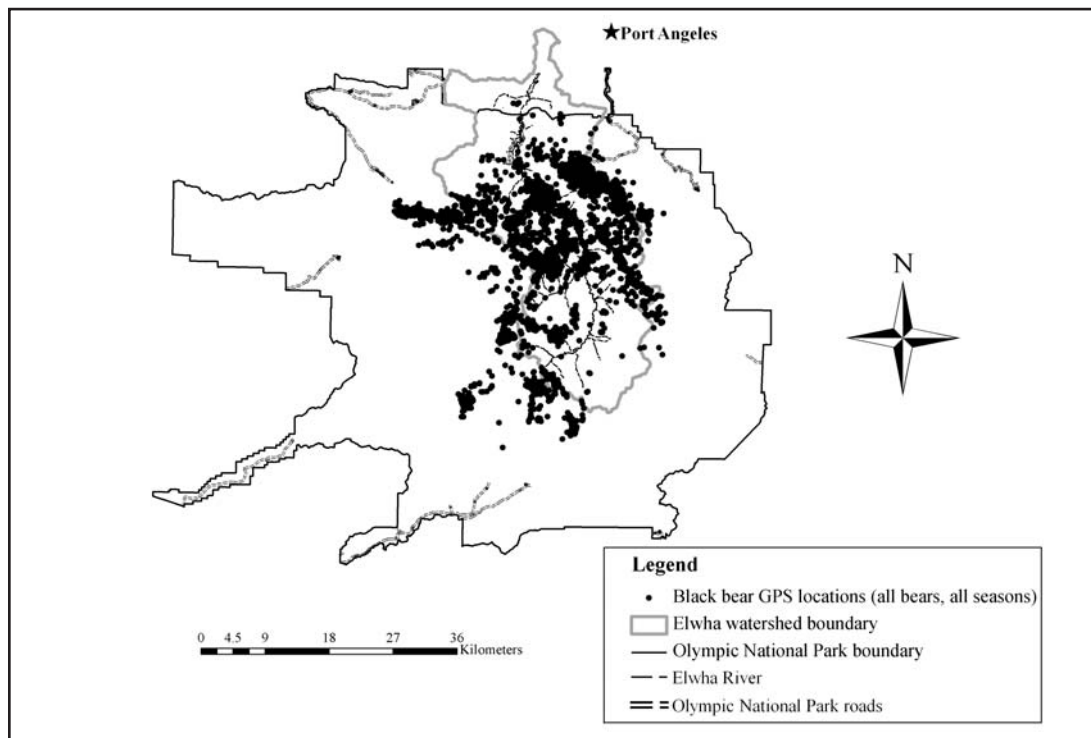 Port Angeles
N
Legend
Black bear GPS locations (all bears, all seasons)
Elwha watershed boundary
Olympic National Park boundary
Elwha River
Olympic National Park roads
0 4.5 9 18 27 36
Kilometers